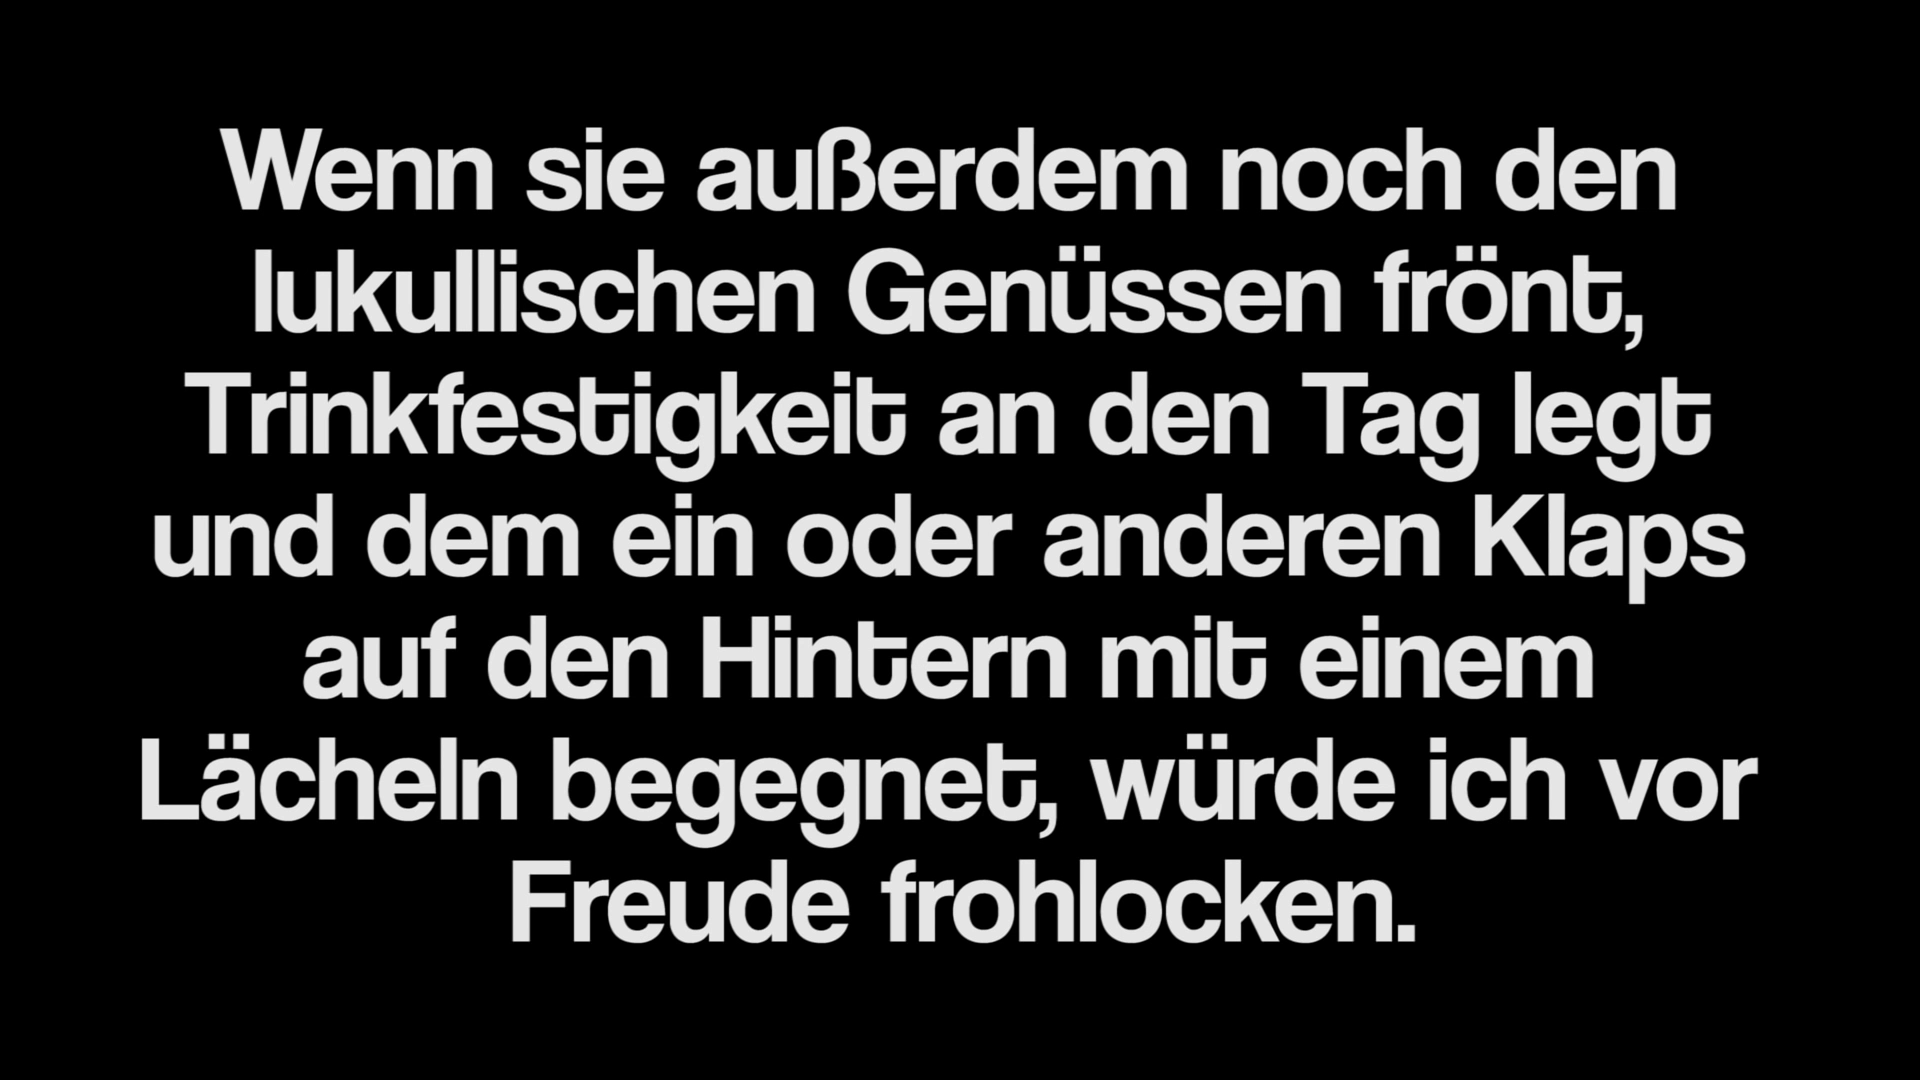 Wenn sie außerdem noch den
lukullischen Genüssen frönt,
Trinkfestigkeit an den Tag legt
und dem ein oder anderen Klaps
auf den Hintern mit einem
Lächeln begegnet, würde ich vor
Freude frohlocken.